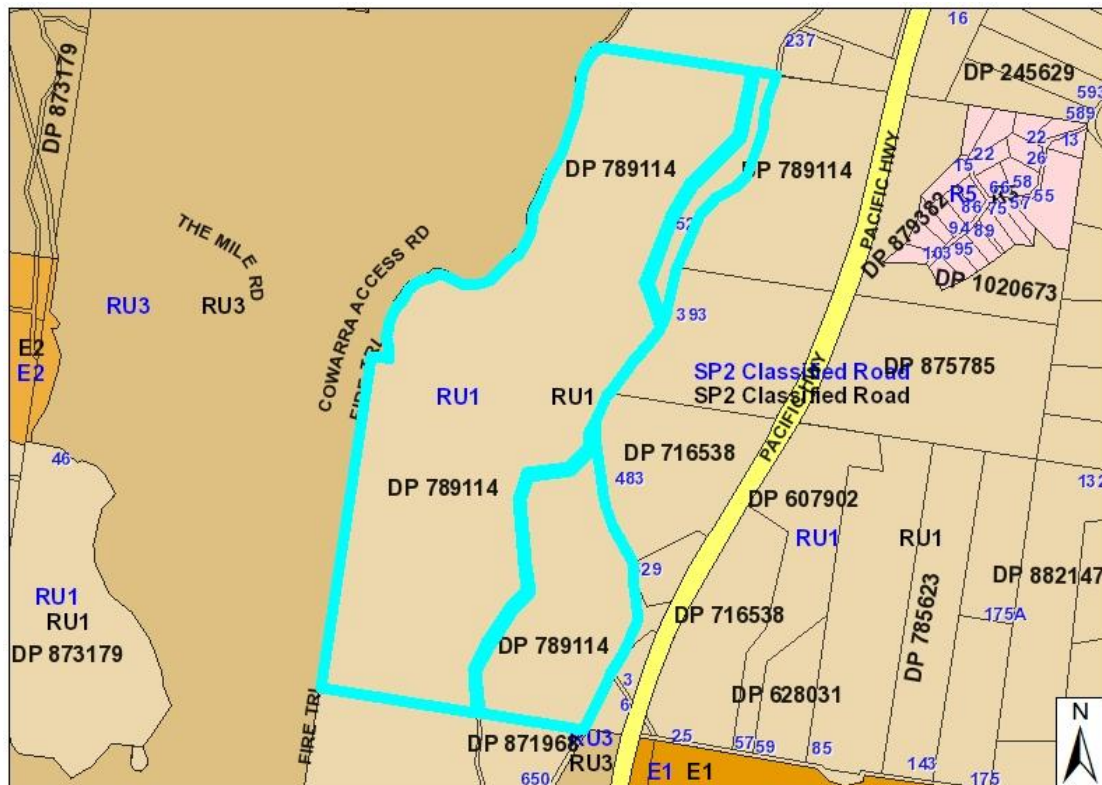 16
DP 873179
237
DP 245629
593
589
DP 789114
DP 789114
PACIFIC HWY
22
22
13
15
26
58
R5
66
55
86
75
57
THE MILE RD
52
DP 879382
94
89
103
95
COWARRA ACCESS RD
DP 1020673
RU3
RU3
393
E2
E2
FIRE TRL
SP2 Classified Road
SP2 Classified Road
DP 875785
PACIFIC HWY
RU1
RU1
46
DP 716538
483
132
DP 789114
DP 607902
RU1
RU1
29
DP 882147
RU1
RU1
DP 716538
175A
DP 785623
DP 873179
DP 789114
3
6
DP 628031
FIRE TRL
DP 871968
RU3
RU3
25
57
59
85
143
175
650
E1
E1
N